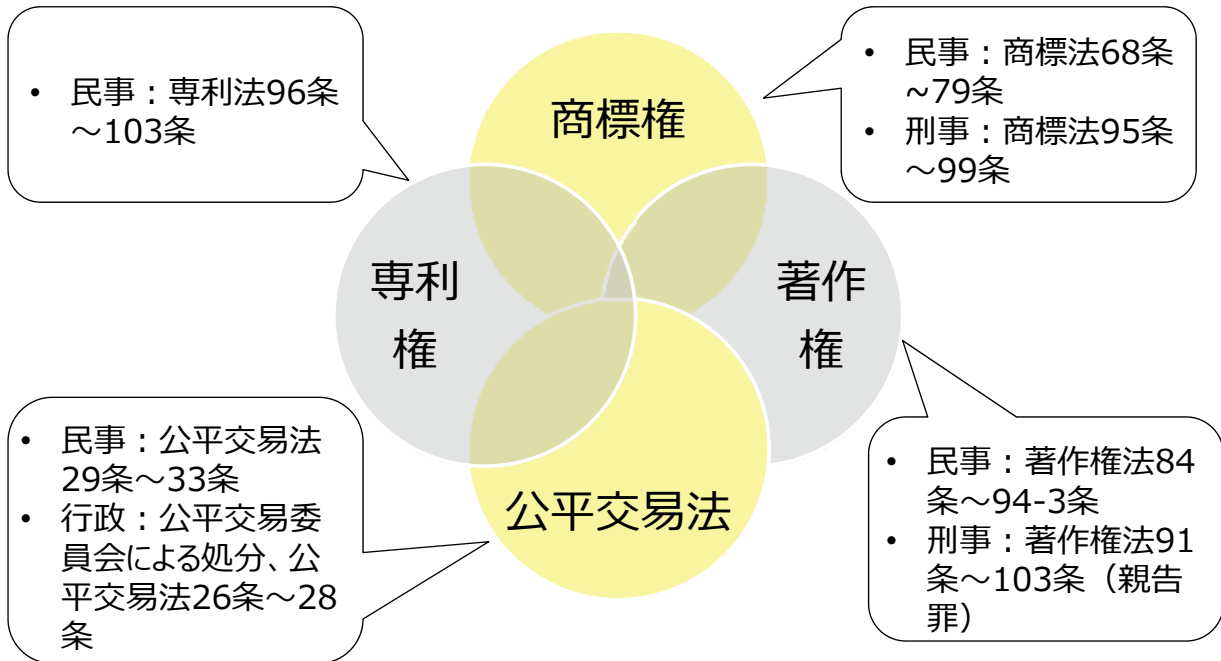 • 民事：専利法96条
～103条
商標権
• 民事：商標法68条
~79条
• 刑事：商標法95条
～99条
専利
権
著作
権
• 民事：公平交易法
29条～33条
• 行政：公平交易委
員会による処分、公
平交易法26条～28
条
公平交易法
• 民事：著作権法84
条～94-3条
• 刑事：著作権法91
条～103条（親告
罪）